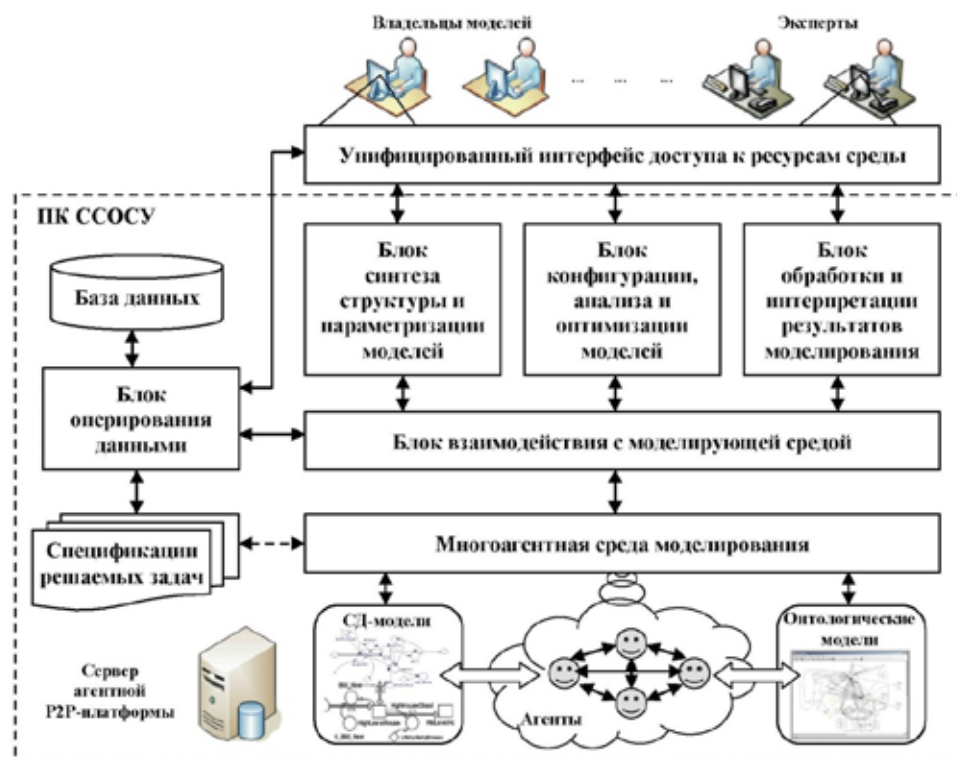 Владельцы моделей
Эксперты
... ... ...
Унифицированный интерфейс доступа к ресурсам среды
ПК ССОСУ
База данных
Блок
синтеза
структуры и
параметризации
моделей
Блок
конфигурации,
анализа и
оптимизации
моделей
Блок
обработки и
интерпретации
результатов
моделирования
Блок
оперирования
данными
Блок взаимодействия с моделирующей средой
Спецификации
решаемых задач
Многоагентная среда моделирования
СД-модели
Агенты
Онтологические
модели
Сервер
агентной
P2P-платформы